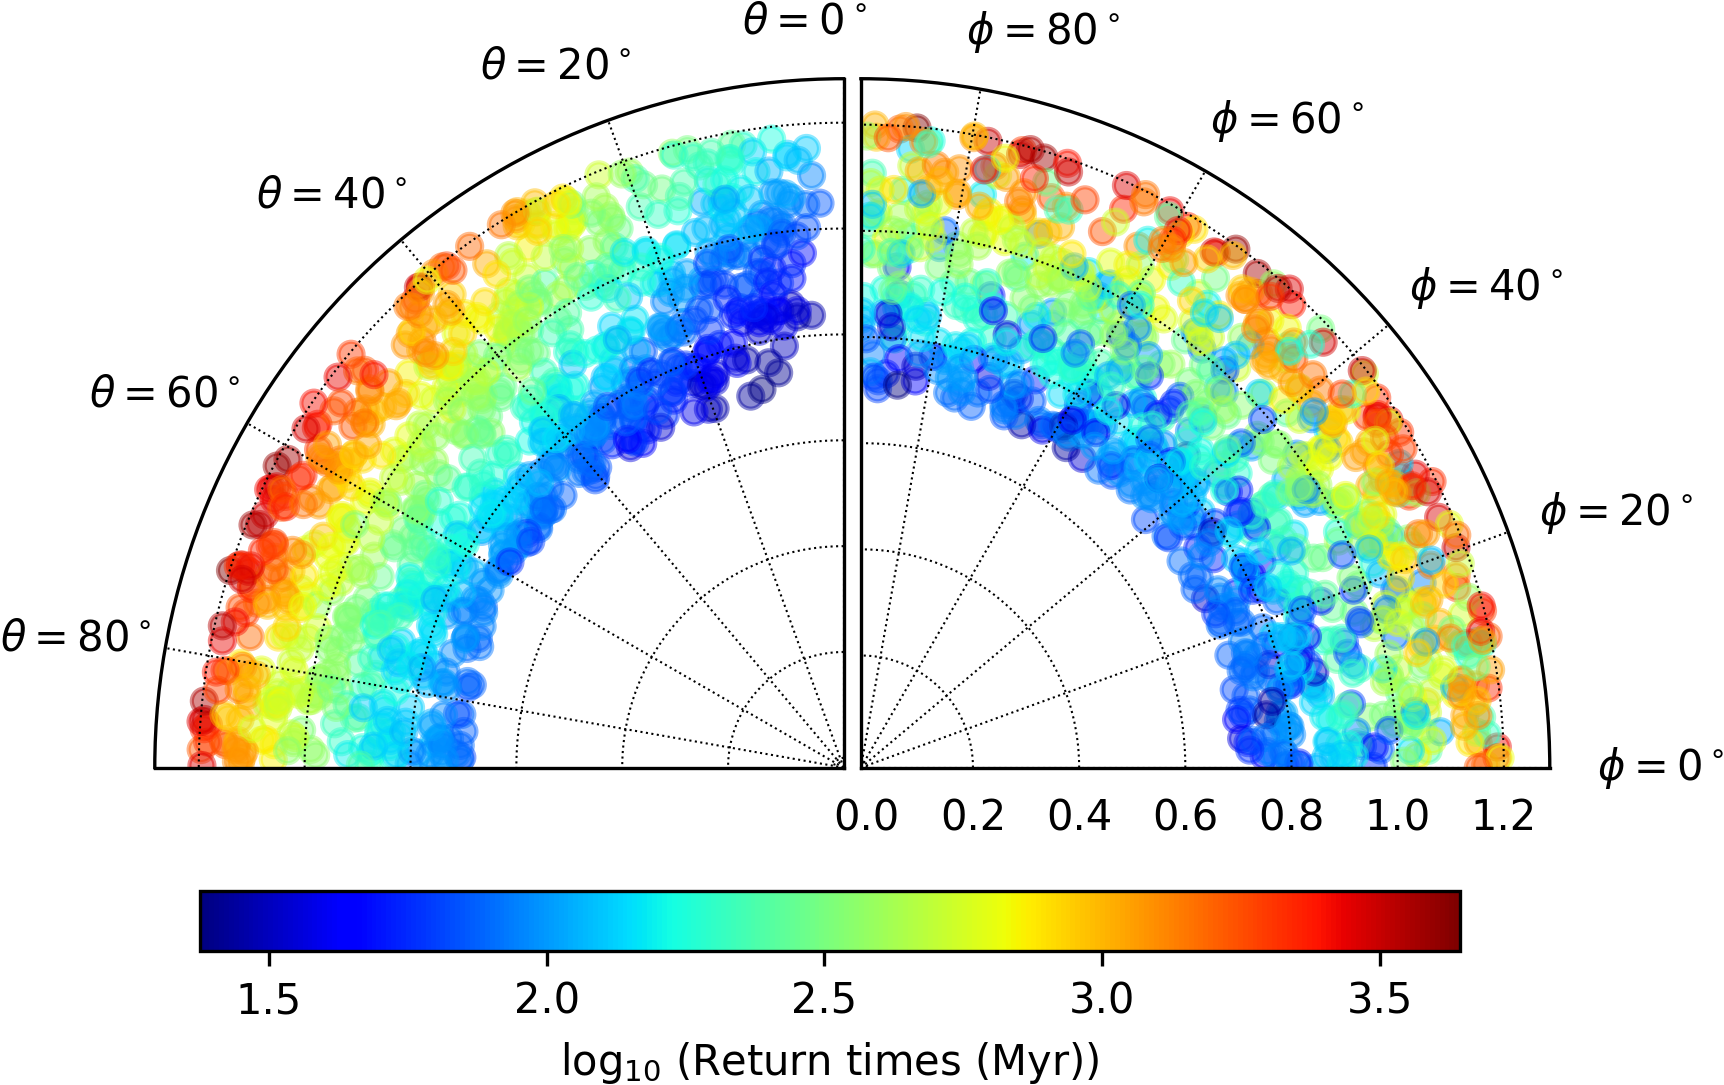 θ = 0°
ϕ = 80°
θ = 20°
ϕ = 60°
θ = 40°
ϕ = 40°
θ = 60°
ϕ = 20°
θ = 80°
ϕ = 0°
0.0 0.2 0.4 0.6 0.8 1.0 1.2
1.5 2.0 2.5 3.0 3.5
log₁₀ (Return times (Myr))